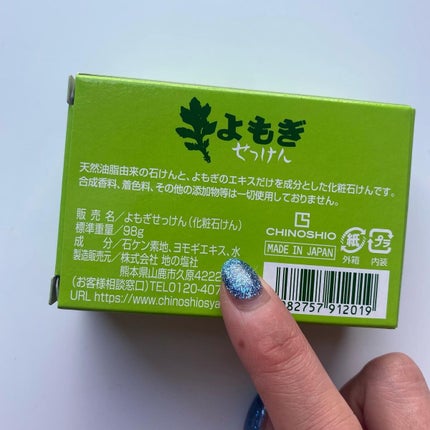 よもぎ
せっけん
天然油脂由来の石けんと、よもぎのエキスだけを成分とした化粧石けんです。
合成香料、着色料、その他の添加物等は一切使用しておりません。
販売名／よもぎせっけん(化粧石けん)
標準重量／98g
成分／石ケン素地、ヨモギエキス、水
製造販売元／株式会社 地の塩社
熊本県山鹿市久原4222
(お客様相談窓口)TEL0120-407
URL https://www.chinoshiosya
CHINOSHIO
MADE IN JAPAN
紙
外箱
プラ
内装
82757 912019